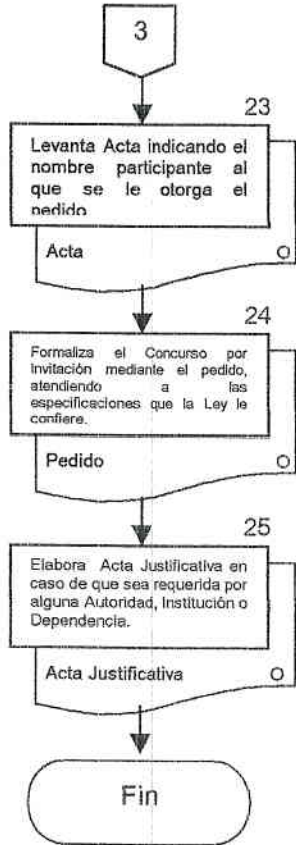 3
23
Levanta Acta indicando el
nombre participante al
que se le otorga el
pedido
Acta
O
24
Formaliza el Concurso por
Invitación mediante el pedido,
atendiendo a las
especificaciones que la Ley le
confiere.
Pedido
O
25
Elabora Acta Justificativa en
caso de que sea requerida por
alguna Autoridad, Institución o
Dependencia.
Acta Justificativa
O
Fin